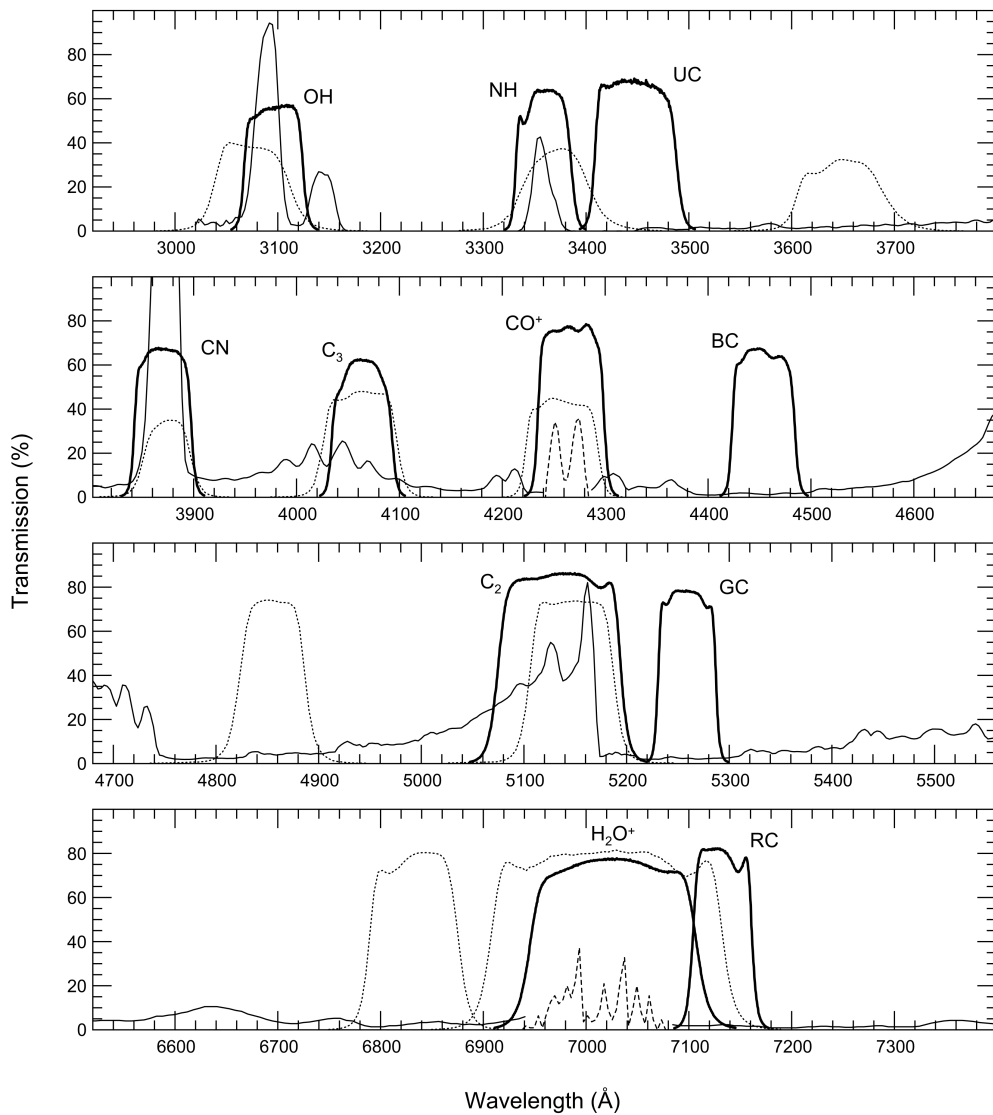 Transmission (%)
80
60
40
20
0
OH
NH
UC
3000 3100 3200 3300 3400 3500 3600 3700
80
60
40
20
0
CN
C3
CO+
BC
3900 4000 4100 4200 4300 4400 4500 4600
80
60
40
20
0
C2
GC
4700 4800 4900 5000 5100 5200 5300 5400 5500
80
60
40
20
0
H2O+
RC
6600 6700 6800 6900 7000 7100 7200 7300
Wavelength (Å)